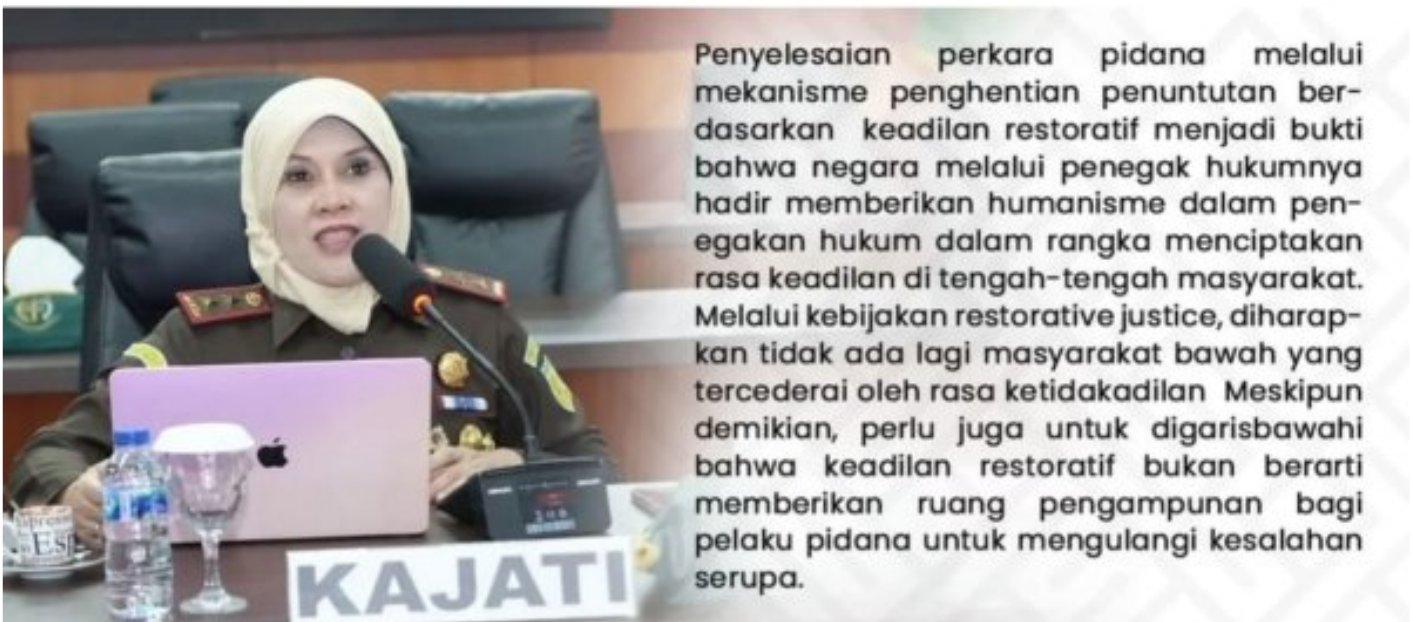 Penyelesaian perkara pidana melalui
mekanisme penghentian penuntutan ber-
dasarkan keadilan restoratif menjadi bukti
bahwa negara melalui penegak hukumnya
hadir memberikan humanisme dalam pen-
egakan hukum dalam rangka menciptakan
rasa keadilan di tengah-tengah masyarakat.
Melalui kebijakan restorative justice, diharap-
kan tidak ada lagi masyarakat bawah yang
tercederai oleh rasa ketidakadilan Meskipun
demikian, perlu juga untuk digarisbawahi
bahwa keadilan restoratif bukan berarti
memberikan ruang pengampunan bagi
pelaku pidana untuk mengulangi kesalahan
serupa.
KAJATI